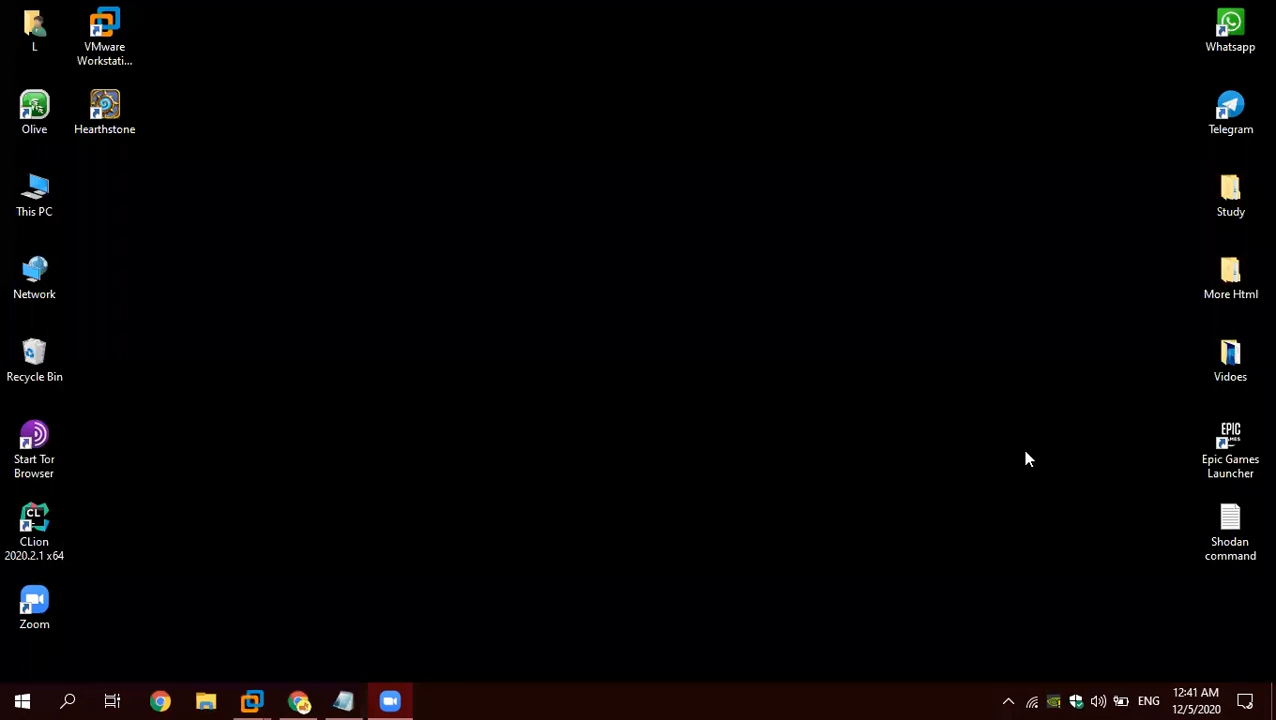 L
VMware
Workstati...
Olive
Hearthstone
This PC
Network
Recycle Bin
Start Tor
Browser
CL
CLion
2020.2.1 x64
Zoom
Whatsapp
Telegram
Study
More Html
Vidoes
EPIC
GAMES
Epic Games
Launcher
Shodan
command
ENG
12:41 AM
12/5/2020